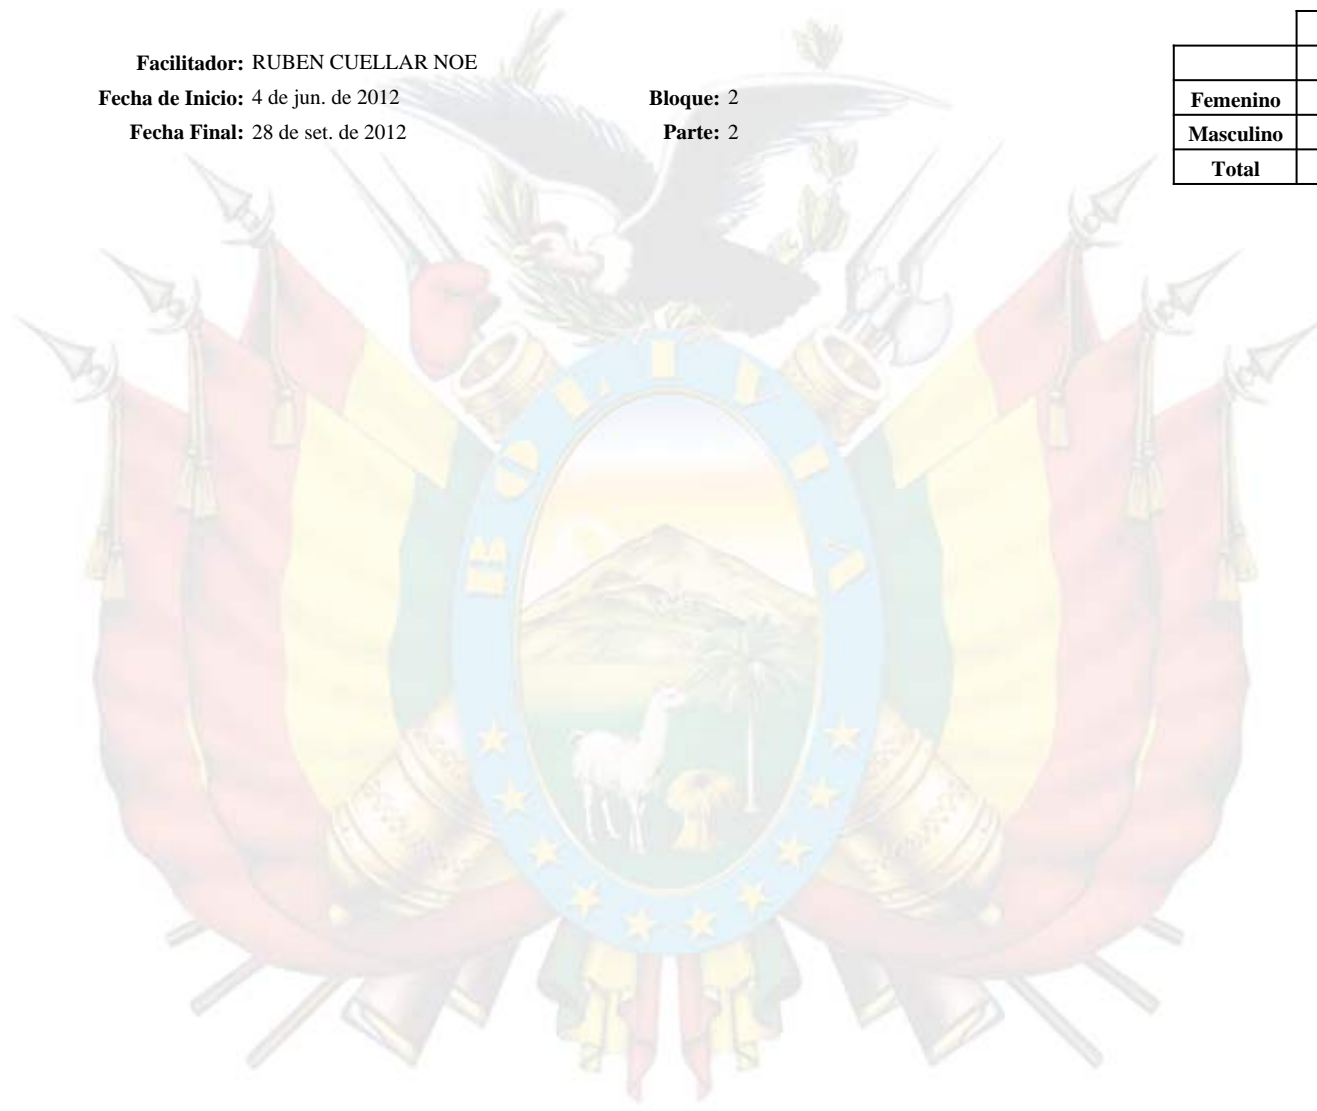 Facilitador: RUBEN CUELLAR NOE
Fecha de Inicio: 4 de jun. de 2012 Bloque: 2
Fecha Final: 28 de set. de 2012 Parte: 2
Femenino
Masculino
Total
BOLIVIA